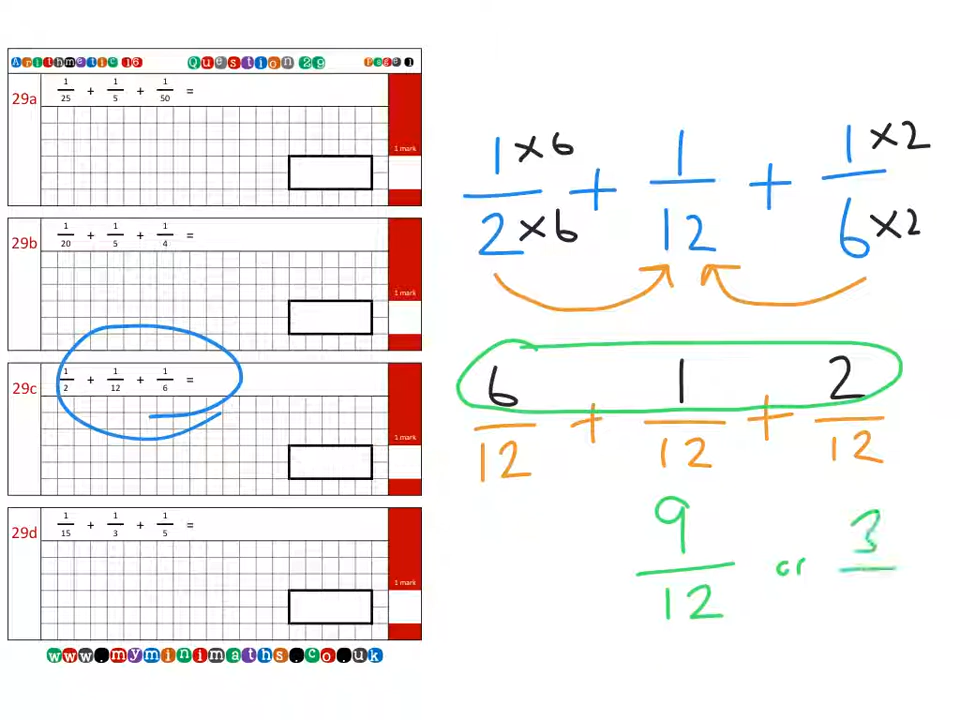 Arithmetic 16 Question 29 Page 1
29a 1/25 + 1/5 + 1/50 =
1 mark
29b 1/20 + 1/5 + 1/4 =
1 mark
29c 1/2 + 1/12 + 1/6 =
1 mark
29d 1/15 + 1/3 + 1/5 =
1 mark
www.myminimaths.co.uk
1 ×6 1 1 ×2
+ +
2 ×6 12 6 ×2
6 1 2
+ +
12 12 12
9 3
or
12